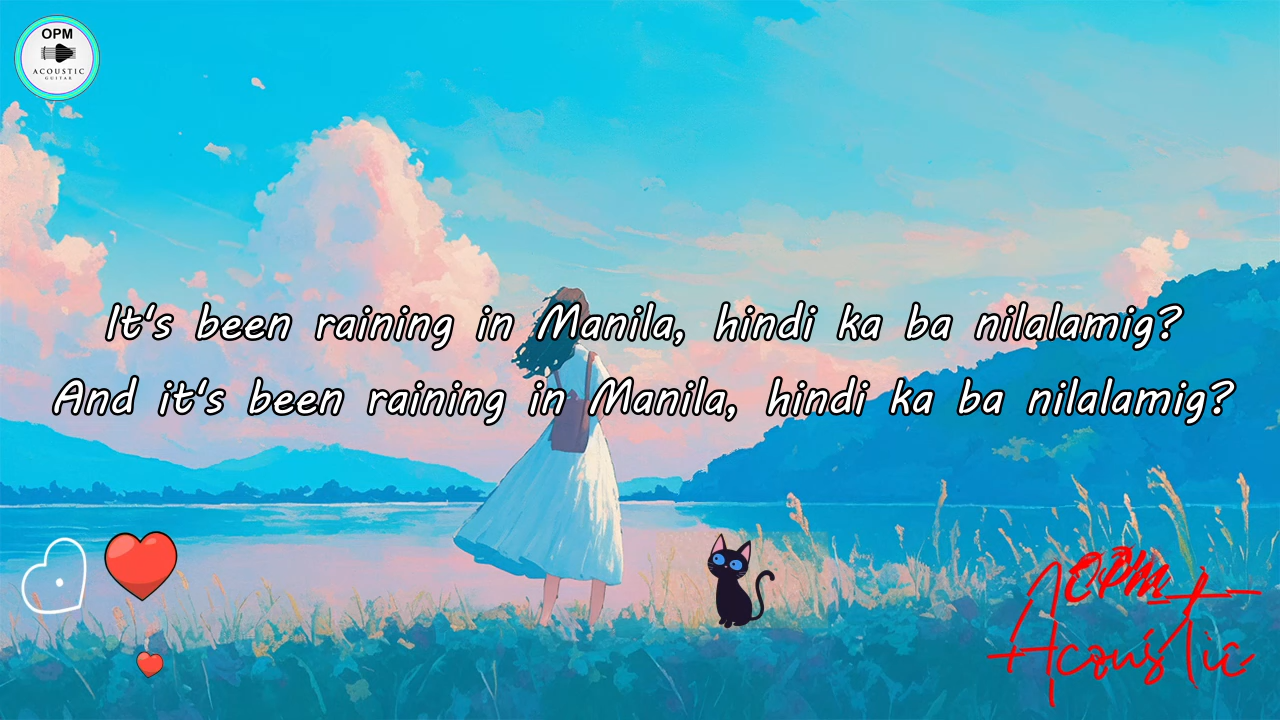 OPM
ACOUSTIC
GUITAR
It's been raining in Manila, hindi ka ba nilalamig?
And it's been raining in Manila, hindi ka ba nilalamig?
OPM
Acoustic